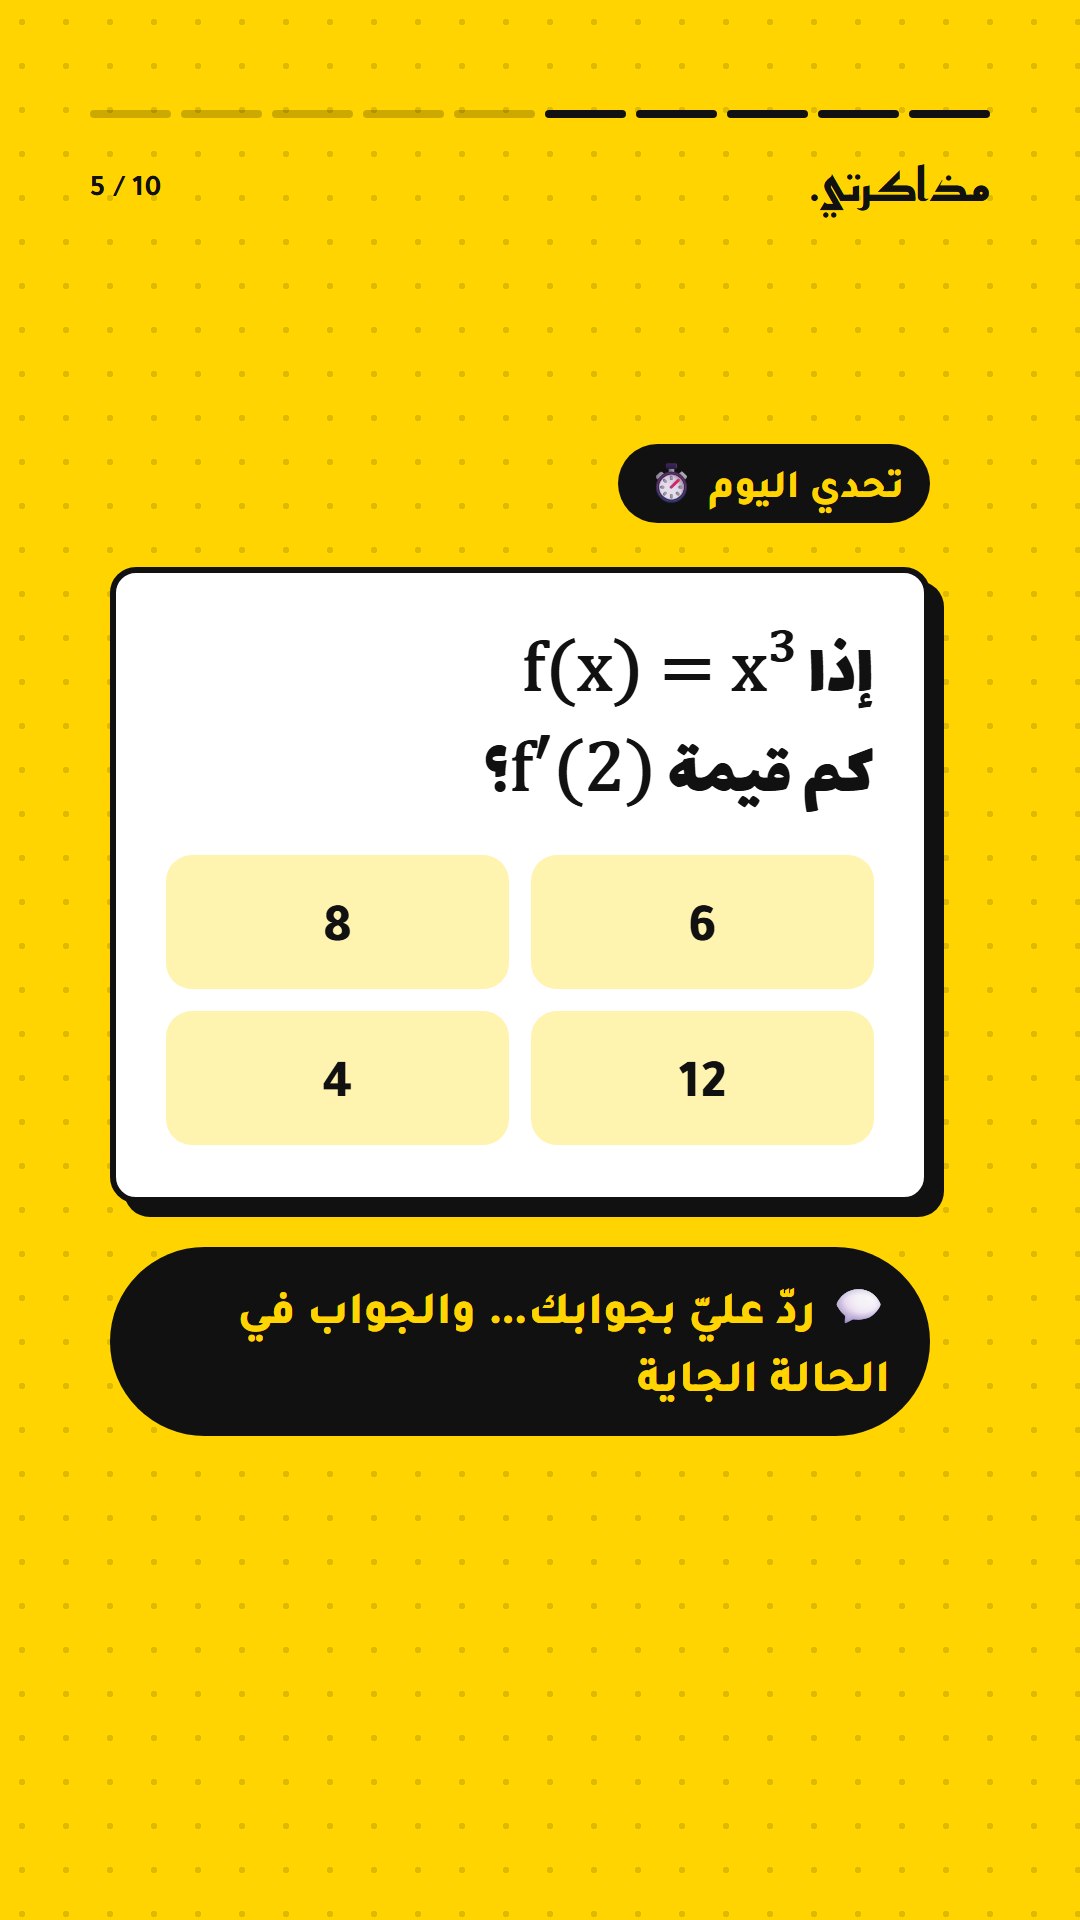 مذاكرتي.
5 / 10
تحدي اليوم ⏱️
إذا f(x) = x³
كم قيمة f′(2)؟
6
8
12
4
💬 ردّ عليّ بجوابك... والجواب في
الحالة الجاية